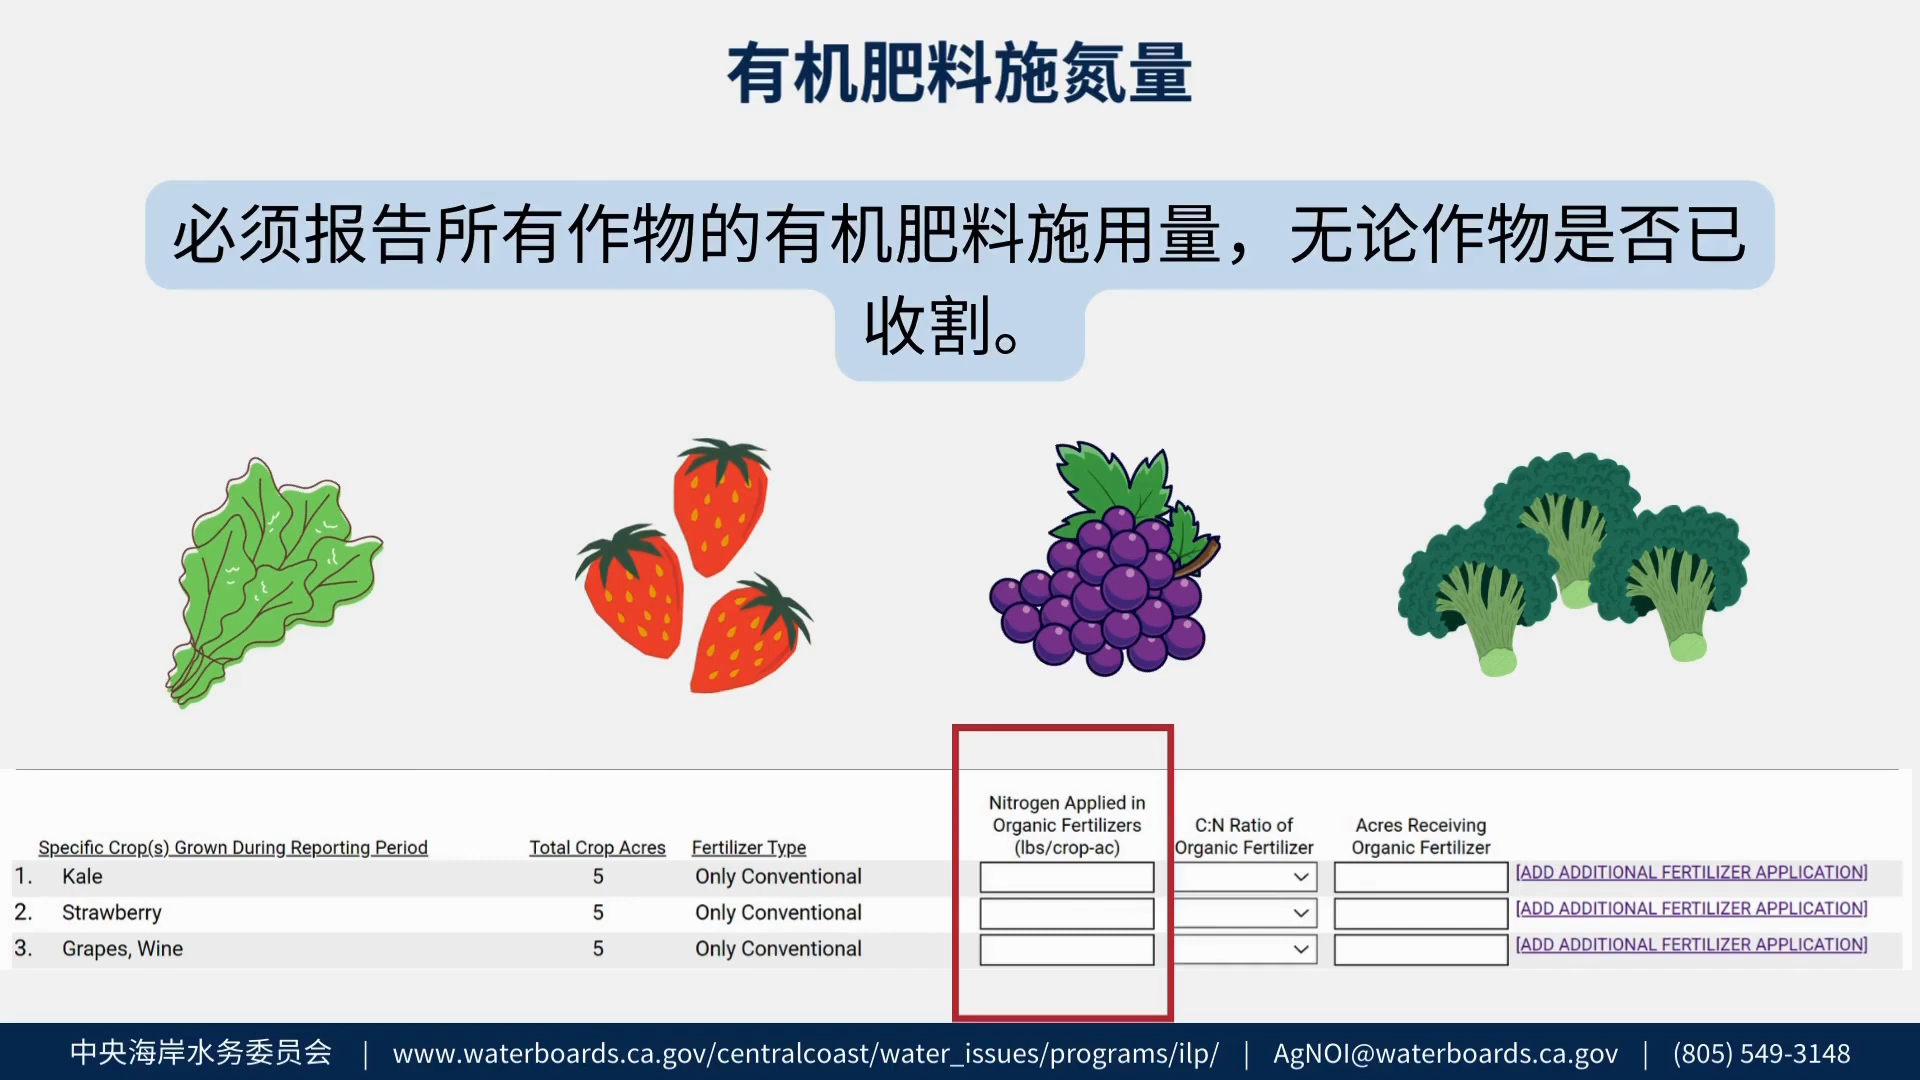 有机肥料施氮量
必须报告所有作物的有机肥料施用量，无论作物是否已
收割。
Nitrogen Applied in
Organic Fertilizers
(lbs/crop-ac)
C:N Ratio of
Organic Fertilizer
Acres Receiving
Organic Fertilizer
Specific Crop(s) Grown During Reporting Period Total Crop Acres Fertilizer Type
1. Kale 5 Only Conventional [ADD ADDITIONAL FERTILIZER APPLICATION]
2. Strawberry 5 Only Conventional [ADD ADDITIONAL FERTILIZER APPLICATION]
3. Grapes, Wine 5 Only Conventional [ADD ADDITIONAL FERTILIZER APPLICATION]
中央海岸水务委员会 | www.waterboards.ca.gov/centralcoast/water_issues/programs/ilp/ | AgNOI@waterboards.ca.gov | (805) 549-3148